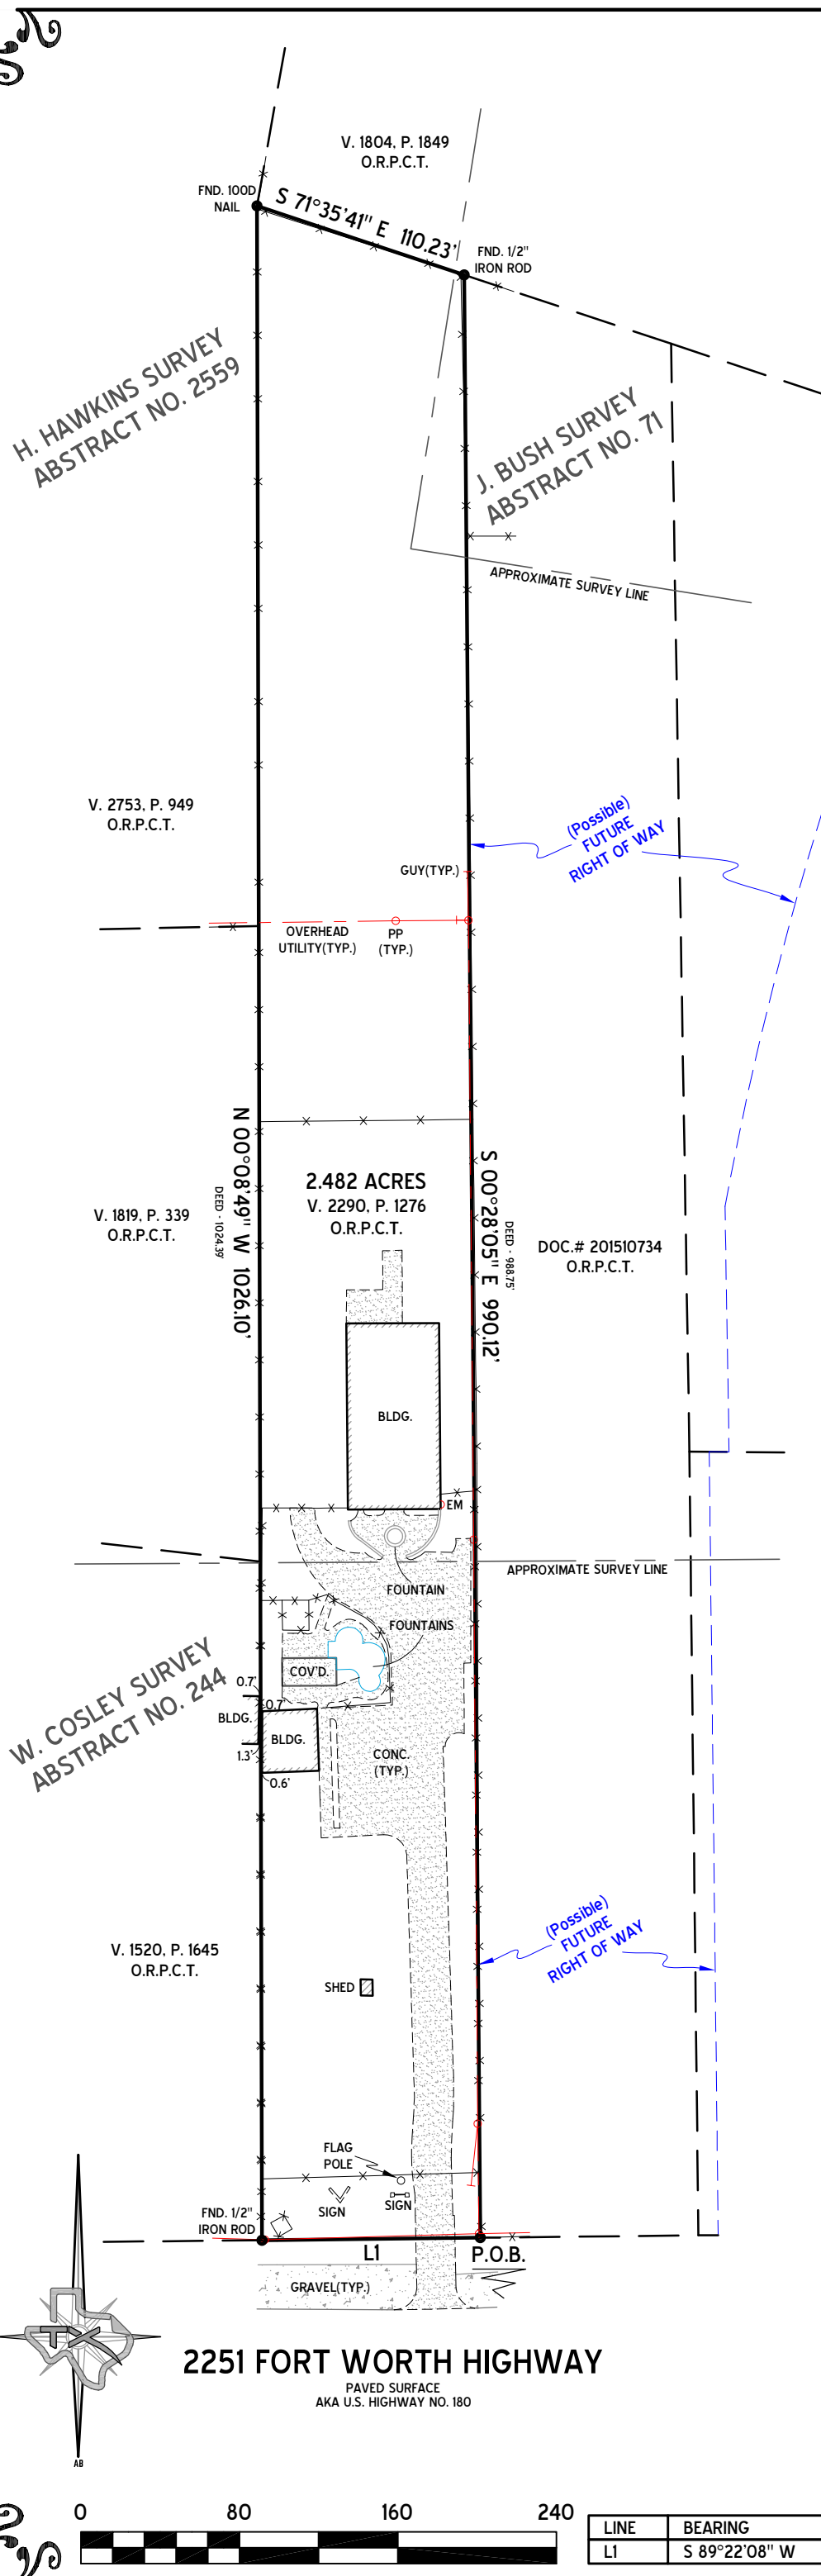 V. 1804, P. 1849
O.R.P.C.T.
FND. 100D
NAIL
S 71°35'41" E 110.23'
FND. 1/2"
IRON ROD
H. HAWKINS SURVEY
ABSTRACT NO. 2559
J. BUSH SURVEY
ABSTRACT NO. 71
APPROXIMATE SURVEY LINE
V. 2753, P. 949
O.R.P.C.T.
(Possible)
FUTURE
RIGHT OF WAY
GUY(TYP.)
OVERHEAD
UTILITY(TYP.)
PP
(TYP.)
N 00°08'49" W 1026.10'
DEED - 1024.39'
2.482 ACRES
V. 2290, P. 1276
O.R.P.C.T.
S 00°28'05" E 990.12'
DEED - 988.75'
V. 1819, P. 339
O.R.P.C.T.
DOC.# 201510734
O.R.P.C.T.
BLDG.
EM
APPROXIMATE SURVEY LINE
FOUNTAIN
FOUNTAINS
COV'D.
W. COSLEY SURVEY
ABSTRACT NO. 244
0.7'
0.7'
BLDG.
BLDG.
1.3'
0.6'
CONC.
(TYP.)
V. 1520, P. 1645
O.R.P.C.T.
(Possible)
FUTURE
RIGHT OF WAY
SHED
FLAG
POLE
SIGN
SIGN
FND. 1/2"
IRON ROD
L1
P.O.B.
GRAVEL(TYP.)
TX
2251 FORT WORTH HIGHWAY
PAVED SURFACE
AKA U.S. HIGHWAY NO. 180
AB
0 80 160 240
LINE BEARING
L1 S 89°22'08" W